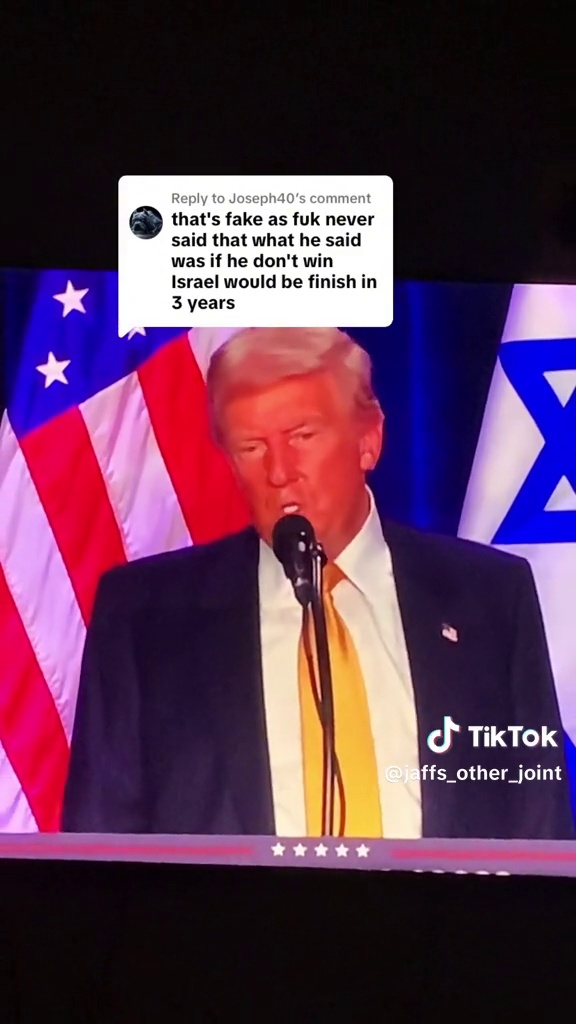 Reply to Joseph40's comment
that's fake as fuk never
said that what he said
was if he don't win
Israel would be finish in
3 years
TikTok
@jaffs_other_joint